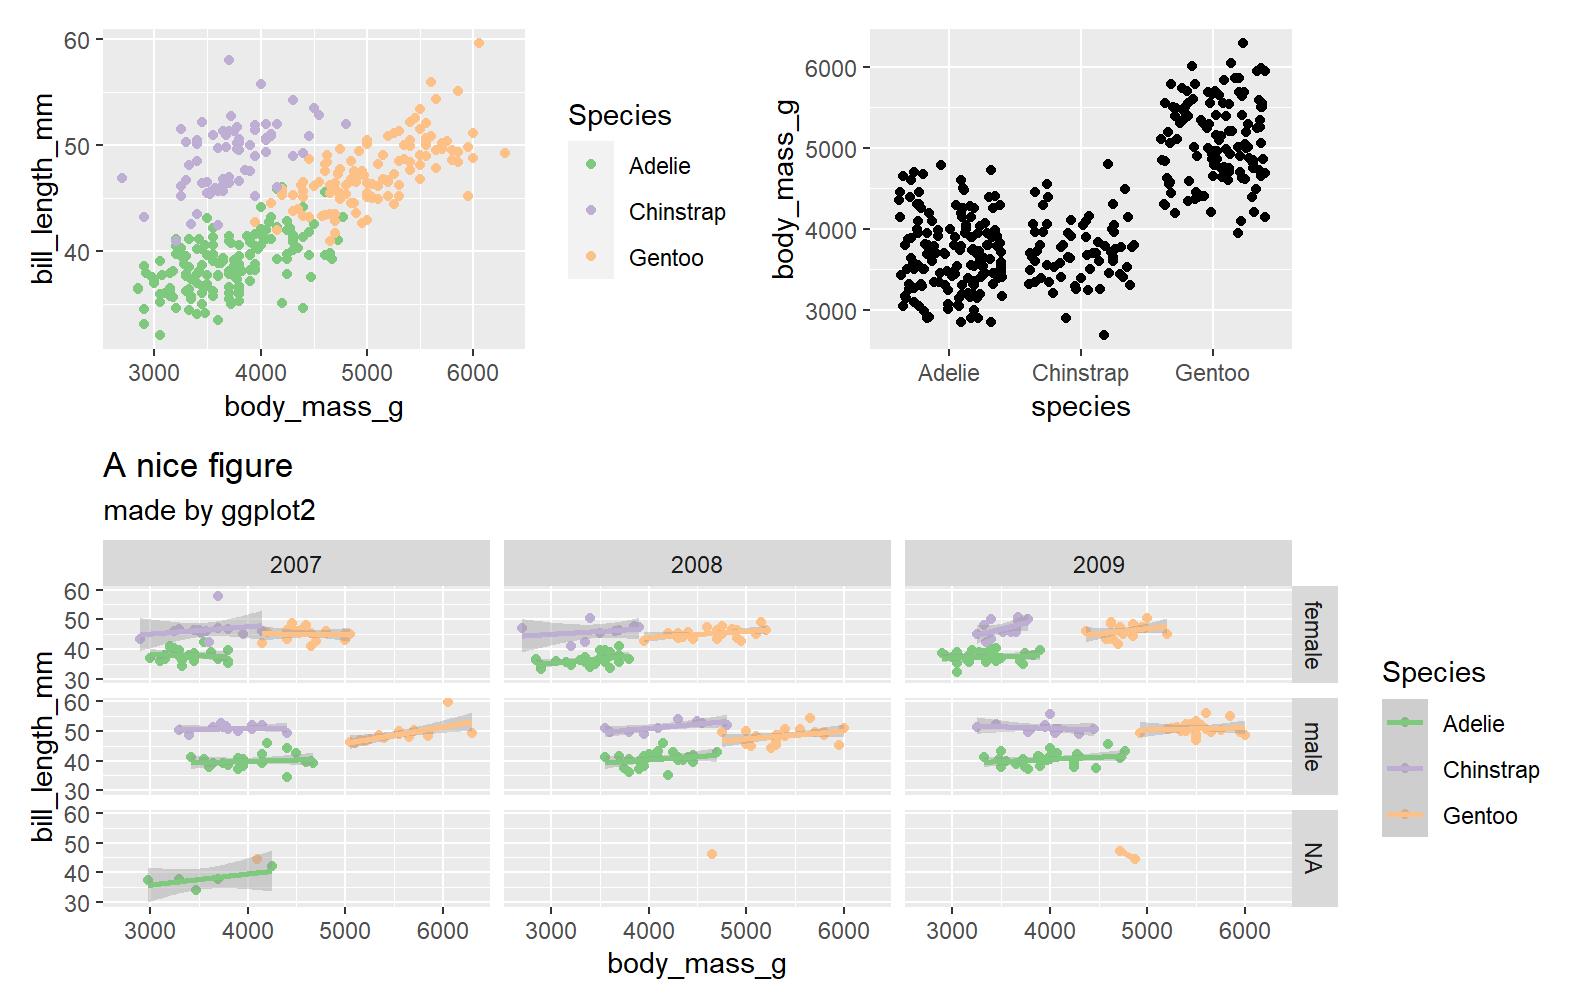 60
50
40
bill_length_mm
3000 4000 5000 6000
body_mass_g
Species
Adelie
Chinstrap
Gentoo
6000
5000
4000
3000
body_mass_g
Adelie Chinstrap Gentoo
species
A nice figure
made by ggplot2
2007 2008 2009
60
50
40
30
female
60
50
40
30
male
60
50
40
30
NA
bill_length_mm
3000 4000 5000 6000 3000 4000 5000 6000 3000 4000 5000 6000
body_mass_g
Species
Adelie
Chinstrap
Gentoo